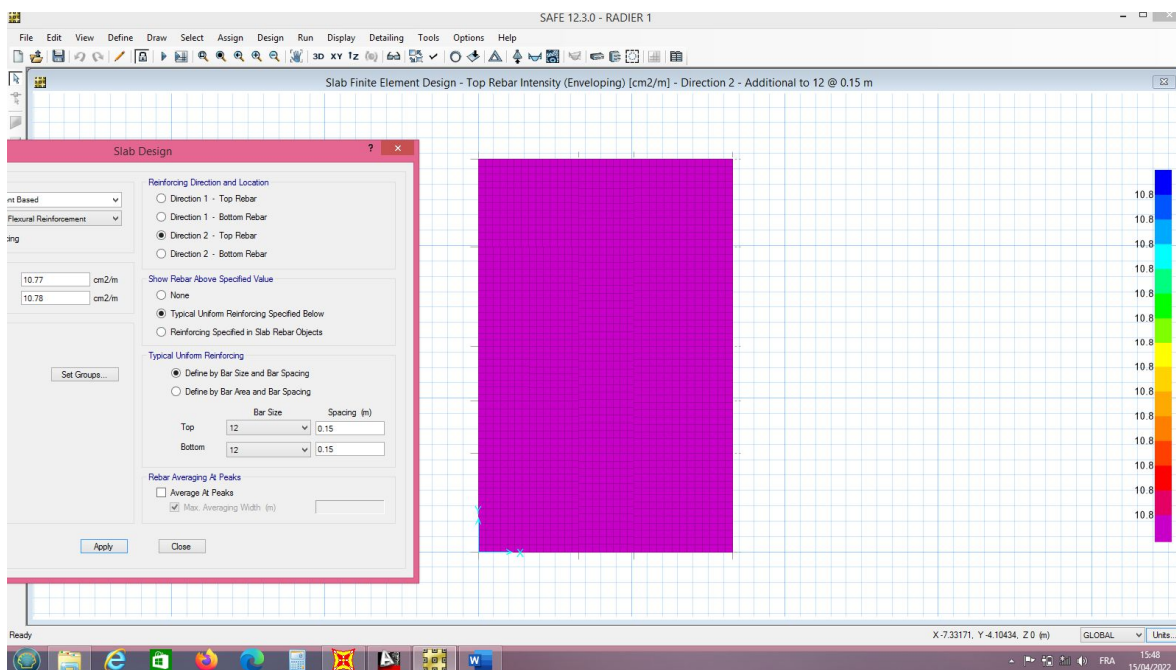 SAFE 12.3.0 - RADIER 1
File Edit View Define Draw Select Assign Design Run Display Detailing Tools Options Help
3D XY
Slab Finite Element Design - Top Rebar Intensity (Enveloping) [cm2/m] - Direction 2 - Additional to 12 @ 0.15 m
Slab Design ?
nt Based
Flexural Reinforcement
cing
10.77 cm2/m
10.78 cm2/m
Set Groups...
Reinforcing Direction and Location
Direction 1 - Top Rebar
Direction 1 - Bottom Rebar
Direction 2 - Top Rebar
Direction 2 - Bottom Rebar
Show Rebar Above Specified Value
None
Typical Uniform Reinforcing Specified Below
Reinforcing Specified in Slab Rebar Objects
Typical Uniform Reinforcing
Define by Bar Size and Bar Spacing
Define by Bar Area and Bar Spacing
Bar Size Spacing (m)
Top 12 0.15
Bottom 12 0.15
Rebar Averaging At Peaks
Average At Peaks
Max. Averaging Width (m)
Apply Close
Y
X
10.8
10.8
10.8
10.8
10.8
10.8
10.8
10.8
10.8
10.8
10.8
10.8
10.8
10.8
Ready
X -7.33171, Y -4.10434, Z 0 (m) GLOBAL Units...
FRA
15:48